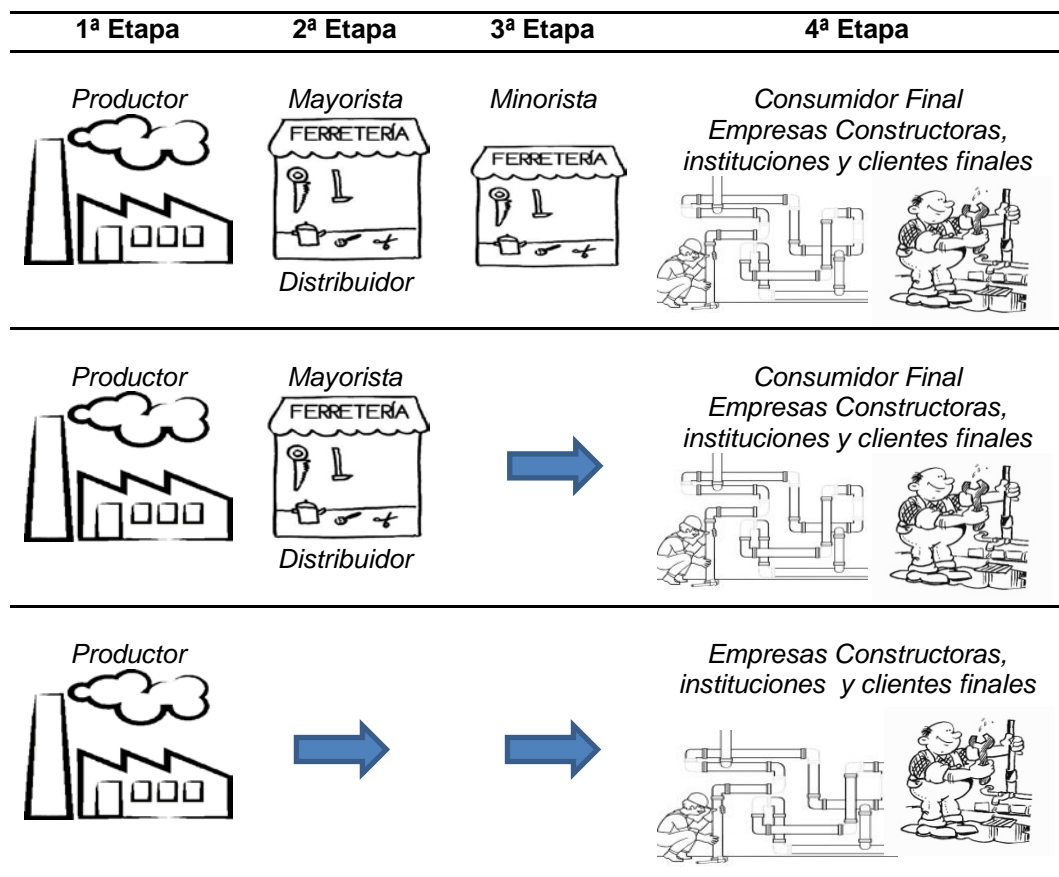 1ª Etapa 2ª Etapa 3ª Etapa 4ª Etapa
Productor Mayorista Minorista Consumidor Final
Empresas Constructoras,
instituciones y clientes finales
FERRETERÍA FERRETERÍA
Distribuidor
Productor Mayorista Consumidor Final
Empresas Constructoras,
instituciones y clientes finales
FERRETERÍA
Distribuidor
Productor Empresas Constructoras,
instituciones y clientes finales